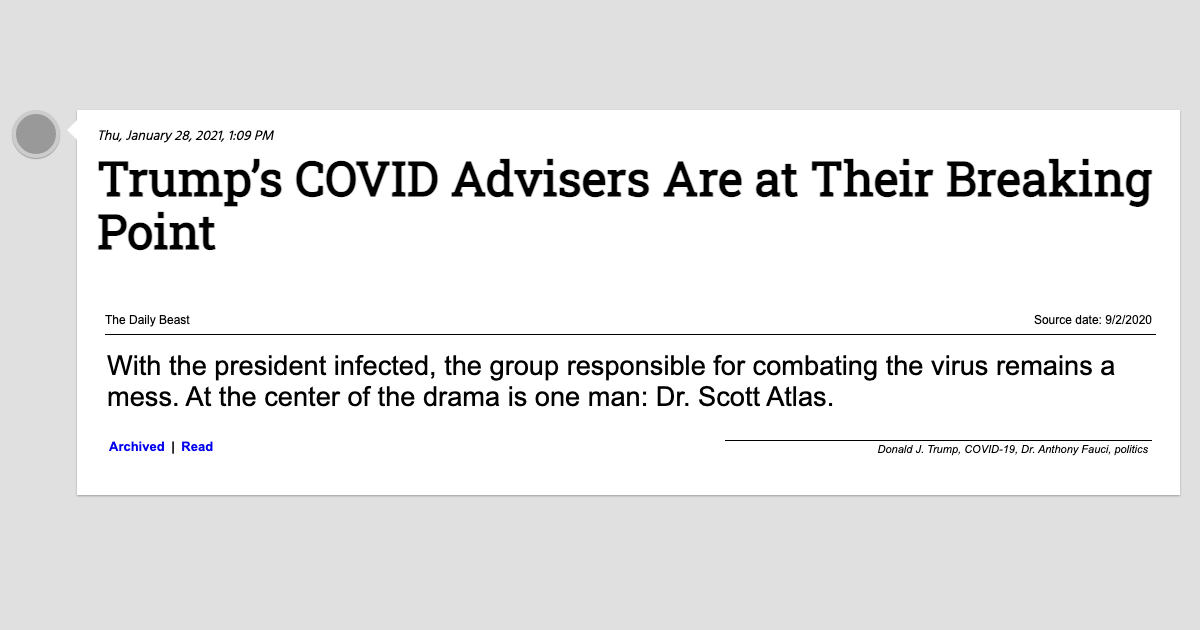 Thu, January 28, 2021, 1:09 PM
Trump’s COVID Advisers Are at Their Breaking
Point
The Daily Beast
Source date: 9/2/2020
With the president infected, the group responsible for combating the virus remains a
mess. At the center of the drama is one man: Dr. Scott Atlas.
Archived | Read
Donald J. Trump, COVID-19, Dr. Anthony Fauci, politics